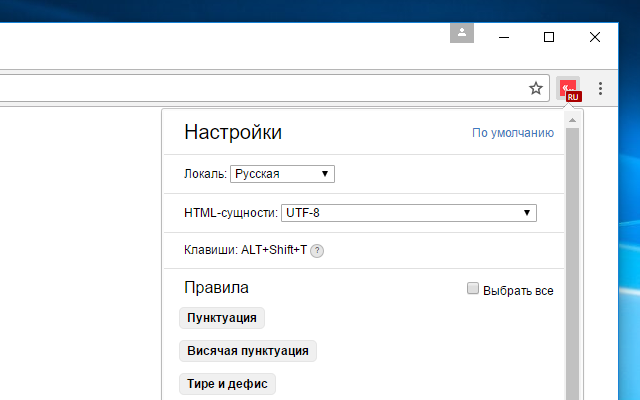 «
RU
Настройки
По умолчанию
Локаль: Русская
HTML-сущности: UTF-8
Клавиши: ALT+Shift+T ?
Правила
Выбрать все
Пунктуация
Висячая пунктуация
Тире и дефис